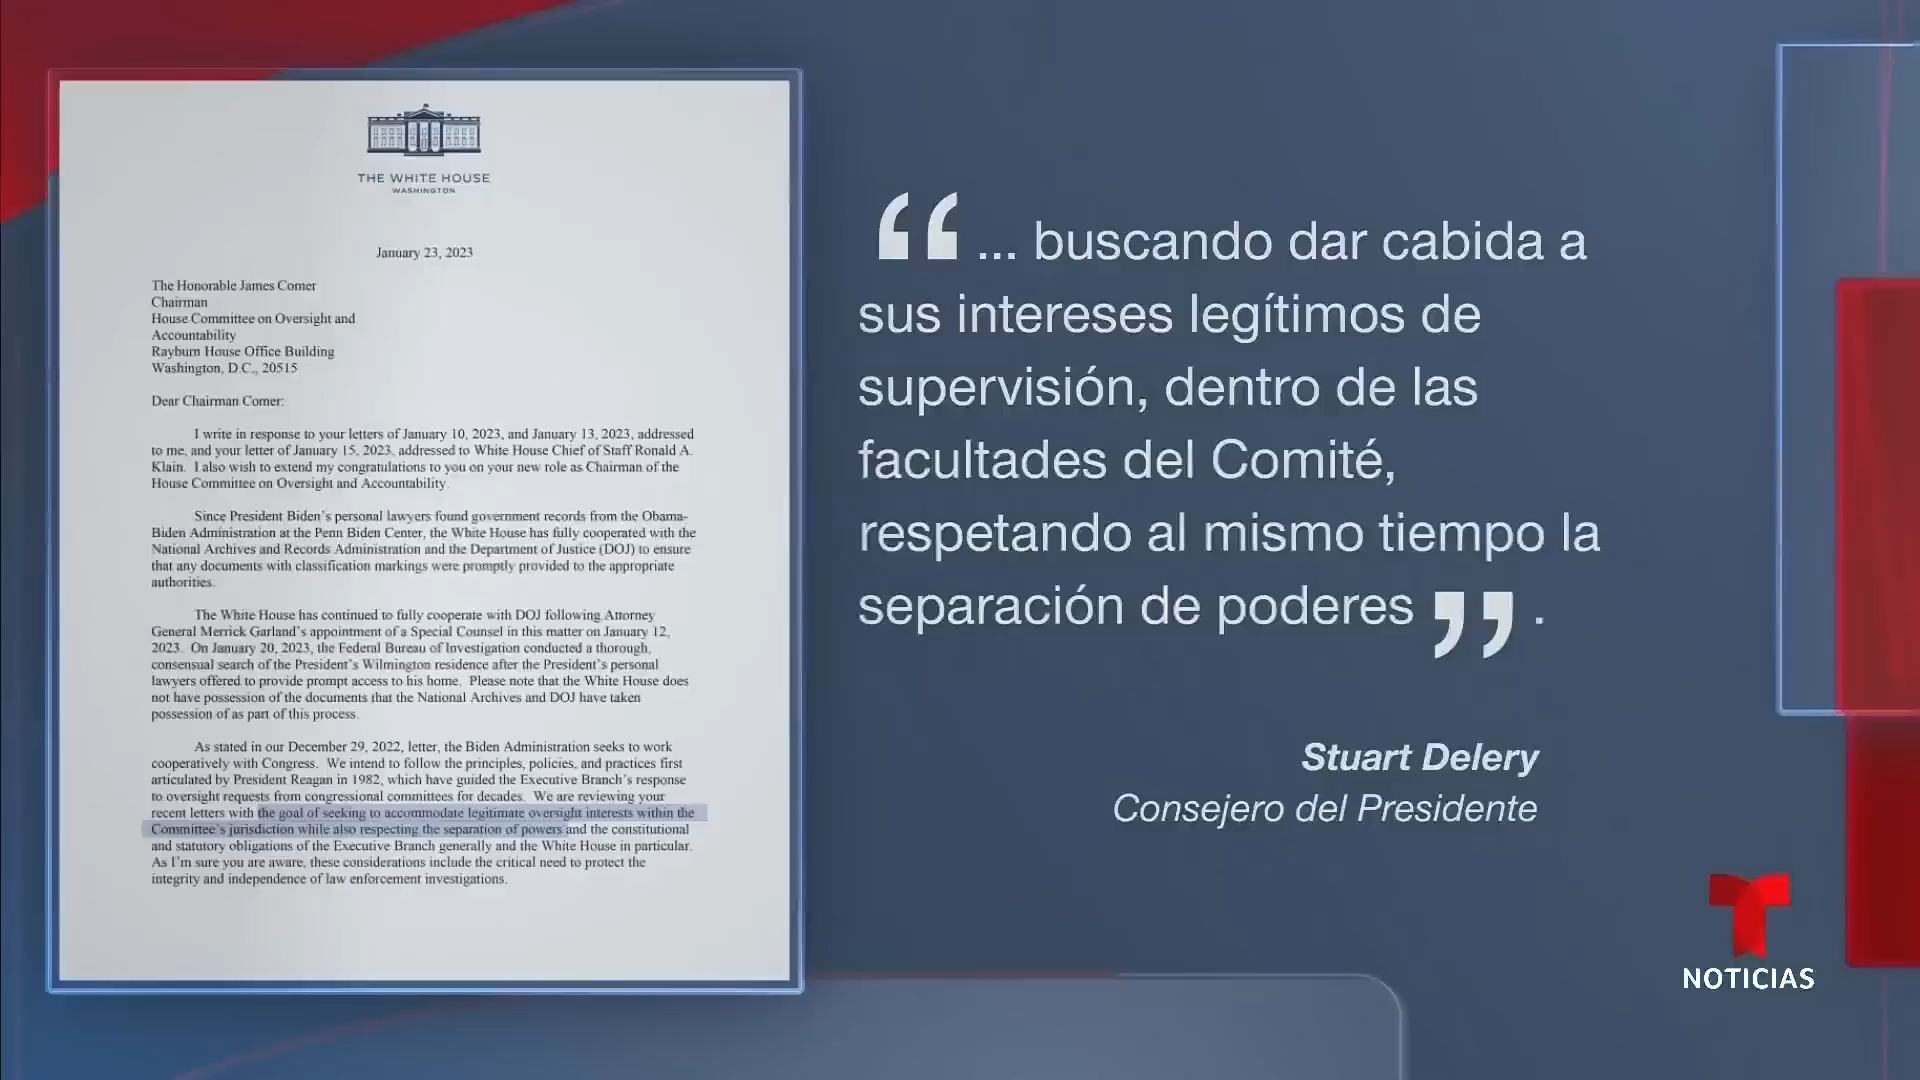 THE WHITE HOUSE
WASHINGTON
January 23, 2023
The Honorable James Comer
Chairman
House Committee on Oversight and
Accountability
Rayburn House Office Building
Washington, D.C., 20515
Dear Chairman Comer:
I write in response to your letters of January 10, 2023, and January 13, 2023, addressed
to me, and your letter of January 15, 2023, addressed to White House Chief of Staff Ronald A.
Klain. I also wish to extend my congratulations to you on your new role as Chairman of the
House Committee on Oversight and Accountability.
Since President Biden's personal lawyers found government records from the Obama-
Biden Administration at the Penn Biden Center, the White House has fully cooperated with the
National Archives and Records Administration and the Department of Justice (DOJ) to ensure
that any documents with classification markings were promptly provided to the appropriate
authorities.
The White House has continued to fully cooperate with DOJ following Attorney
General Merrick Garland's appointment of a Special Counsel in this matter on January 12,
2023. On January 20, 2023, the Federal Bureau of Investigation conducted a thorough,
consensual search of the President's Wilmington residence after the President's personal
lawyers offered to provide prompt access to his home. Please note that the White House does
not have possession of the documents that the National Archives and DOJ have taken
possession of as part of this process.
As stated in our December 29, 2022, letter, the Biden Administration seeks to work
cooperatively with Congress. We intend to follow the principles, policies, and practices first
articulated by President Reagan in 1982, which have guided the Executive Branch's response
to oversight requests from congressional committees for decades. We are reviewing your
recent letters with the goal of seeking to accommodate legitimate oversight interests within the
Committee's jurisdiction while also respecting the separation of powers and the constitutional
and statutory obligations of the Executive Branch generally and the White House in particular.
As I'm sure you are aware, these considerations include the critical need to protect the
integrity and independence of law enforcement investigations.
“ ... buscando dar cabida a
sus intereses legítimos de
supervisión, dentro de las
facultades del Comité,
respetando al mismo tiempo la
separación de poderes ” .
Stuart Delery
Consejero del Presidente
NOTICIAS